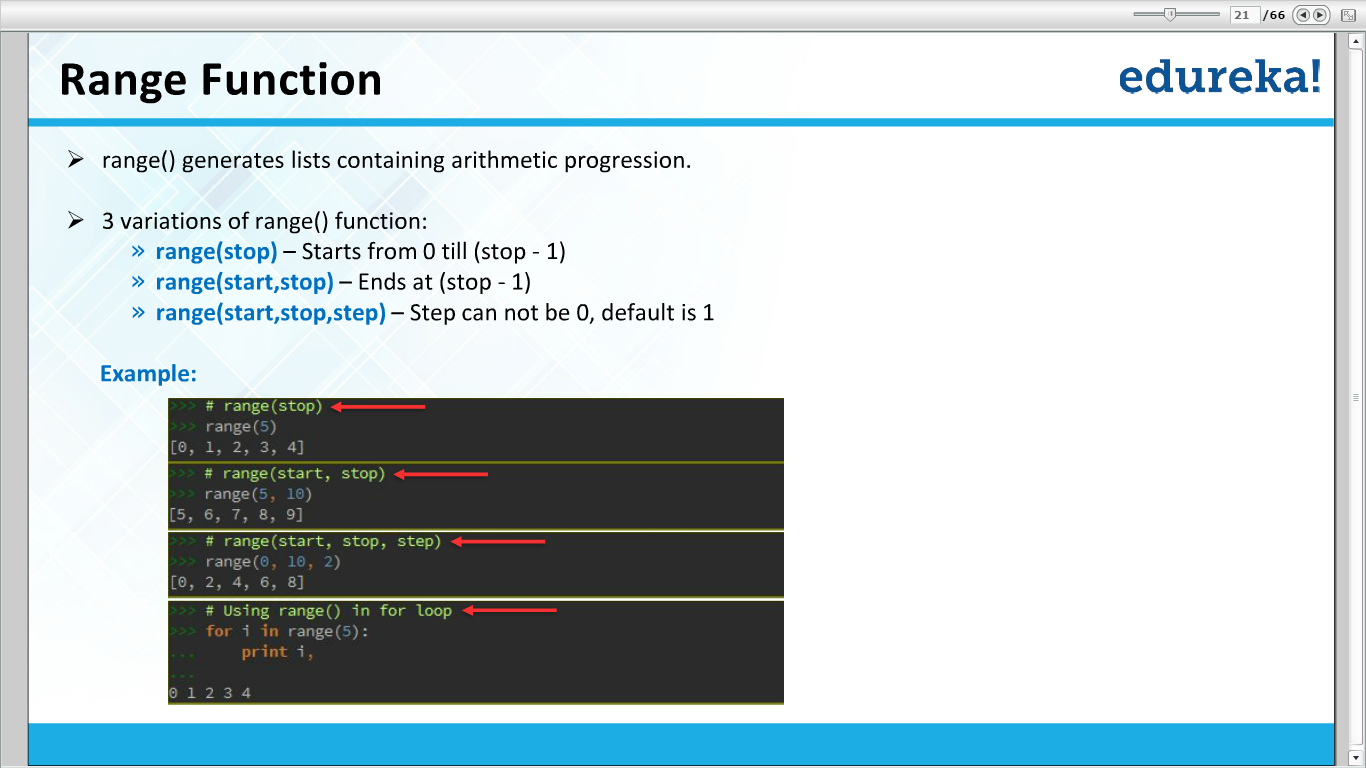 21 /66
Range Function
edureka!
range() generates lists containing arithmetic progression.
3 variations of range() function:
» range(stop) – Starts from 0 till (stop - 1)
» range(start,stop) – Ends at (stop - 1)
» range(start,stop,step) – Step can not be 0, default is 1
Example:
>>> # range(stop)
>>> range(5)
[0, 1, 2, 3, 4]
>>> # range(start, stop)
>>> range(5, 10)
[5, 6, 7, 8, 9]
>>> # range(start, stop, step)
>>> range(0, 10, 2)
[0, 2, 4, 6, 8]
>>> # Using range() in for loop
>>> for i in range(5):
...     print i,
...
0 1 2 3 4